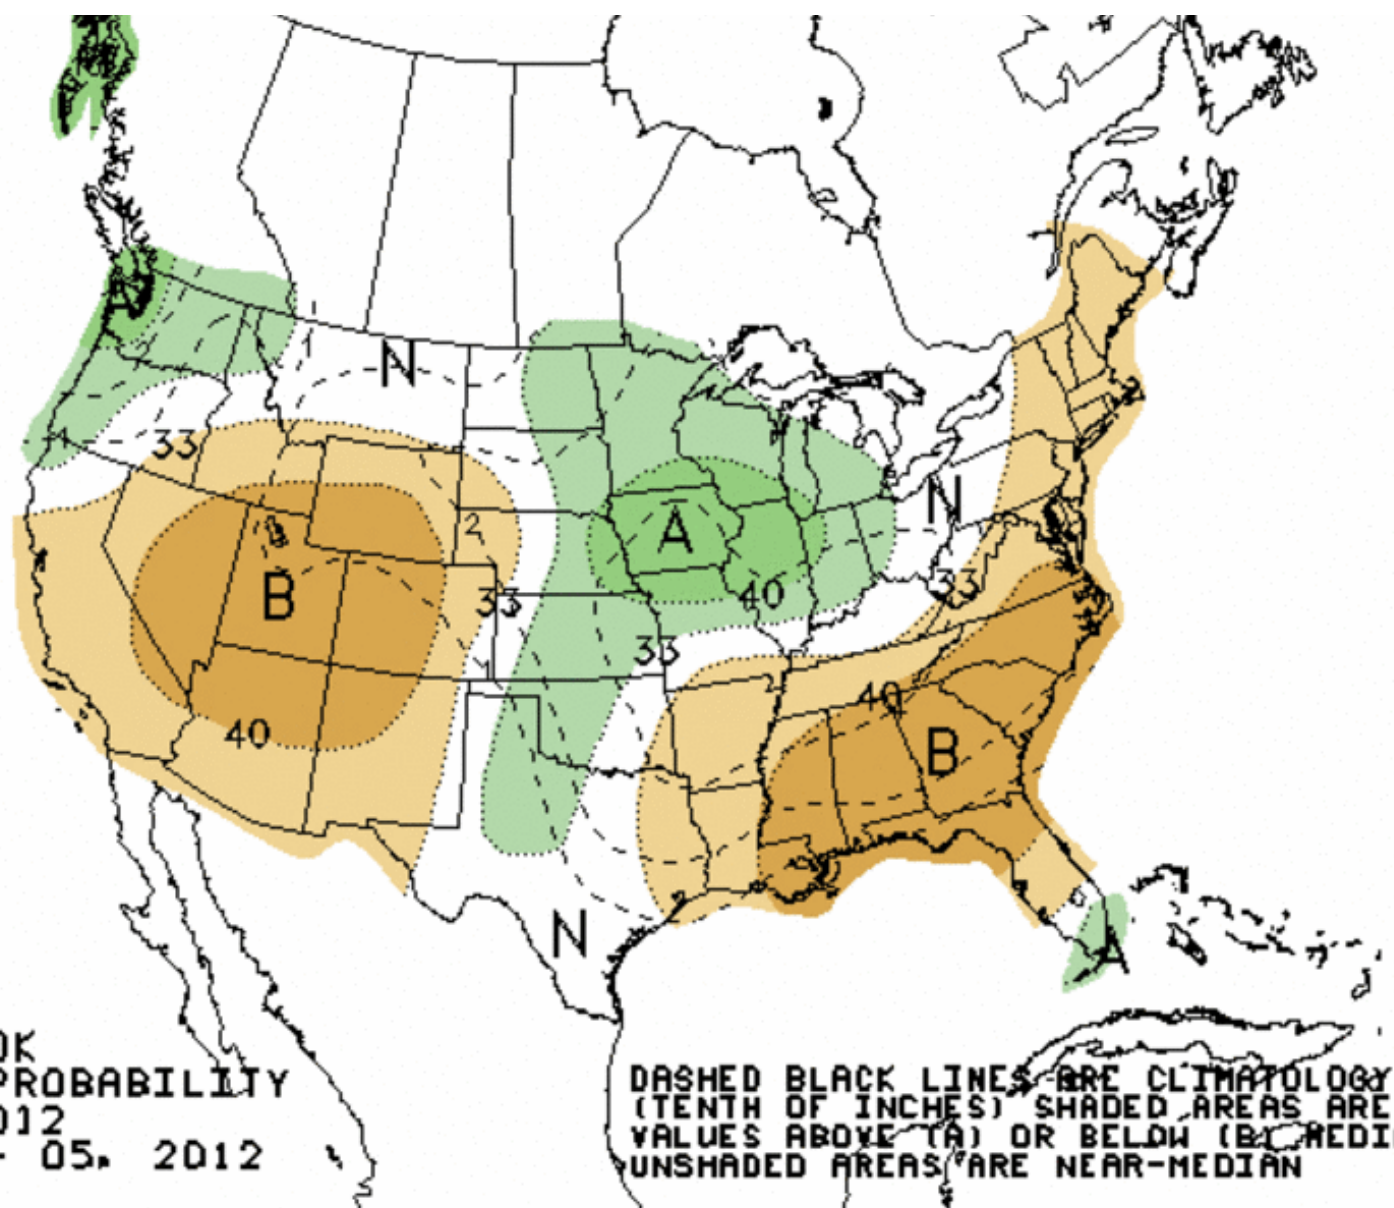 A
N
33
2
A
N
B
33
40
33
33
1
40
40
B
N
A
OK
PROBABILITY
012
- 05, 2012
DASHED BLACK LINES ARE CLIMATOLOGY
(TENTH OF INCHES) SHADED AREAS ARE
VALUES ABOVE (A) OR BELOW (B) MEDI
UNSHADED AREAS ARE NEAR-MEDIAN